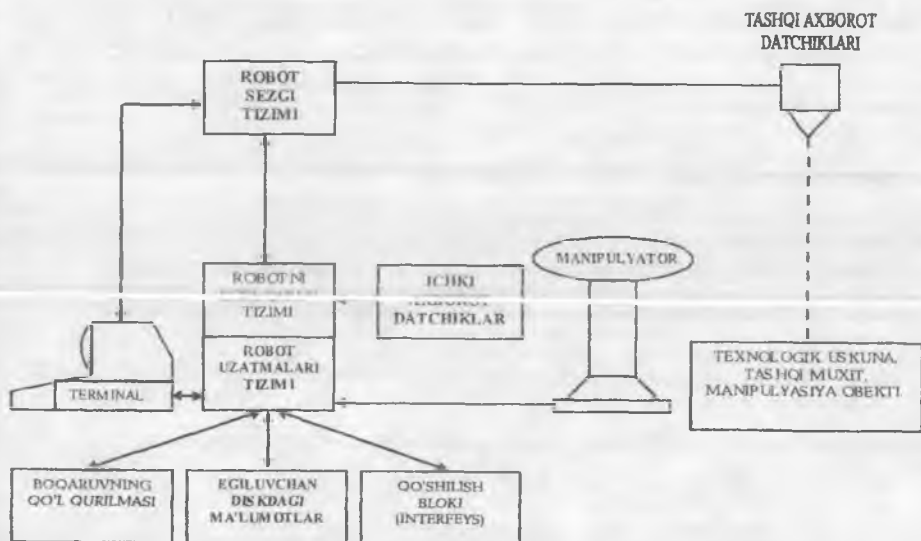 TASHQI AXBOROT
DATCHIKLARI
ROBOT
SEZGI
TIZIMI
ROBOTNI
TIZIMI
ICHKI
AXBOROT
DATCHIKLAR
MANIPULYATOR
ROBOT
UZATMALARI
TIZIMI
TERMINAL
TEXNOLOGIK USKUNA,
TASHQI MUXIT,
MANIPULYASIYA OBEKTI
BOQARUVNING
QO'L QURILMASI
EGILUVCHAN
DISKDAGI
MA'LUMOTLAR
QO'SHILISH
BLOKI
(INTERFEYS)